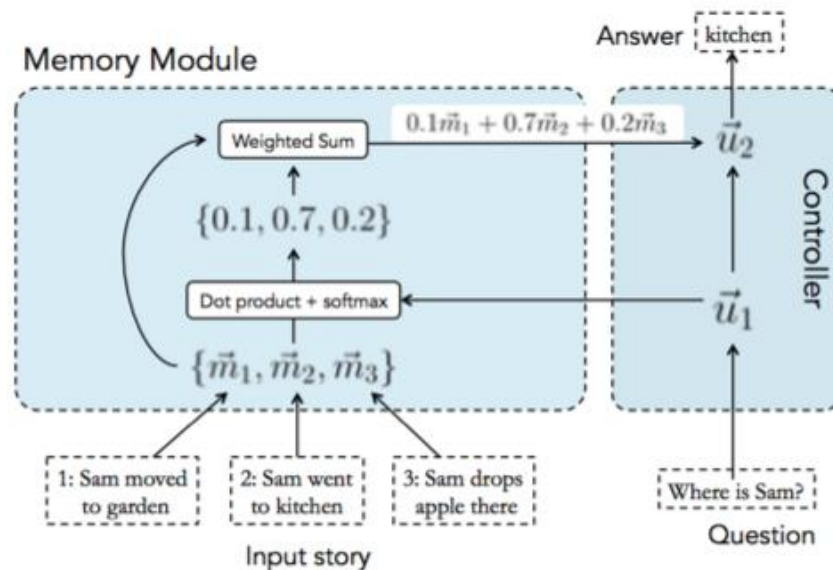 Answer
kitchen
Memory Module
Weighted Sum
0.1m⃗₁ + 0.7m⃗₂ + 0.2m⃗₃
u⃗₂
{0.1, 0.7, 0.2}
Controller
Dot product + softmax
u⃗₁
{m⃗₁, m⃗₂, m⃗₃}
1: Sam moved
to garden
2: Sam went
to kitchen
3: Sam drops
apple there
Where is Sam?
Question
Input story